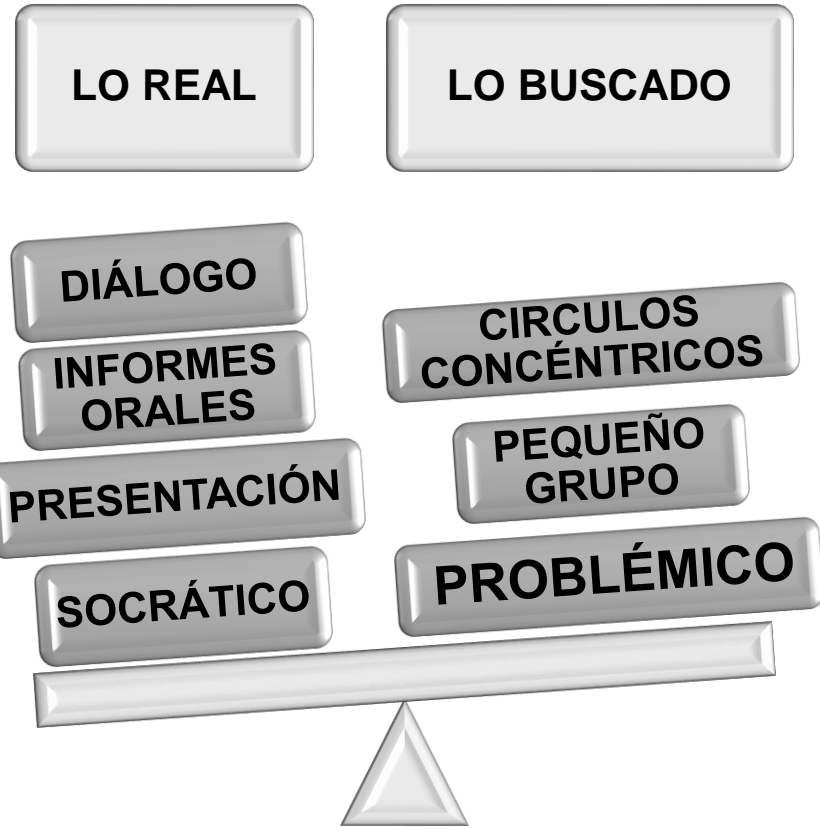 LO REAL
LO BUSCADO
DIÁLOGO
INFORMES
ORALES
PRESENTACIÓN
SOCRÁTICO
CIRCULOS
CONCÉNTRICOS
PEQUEÑO
GRUPO
PROBLÉMICO